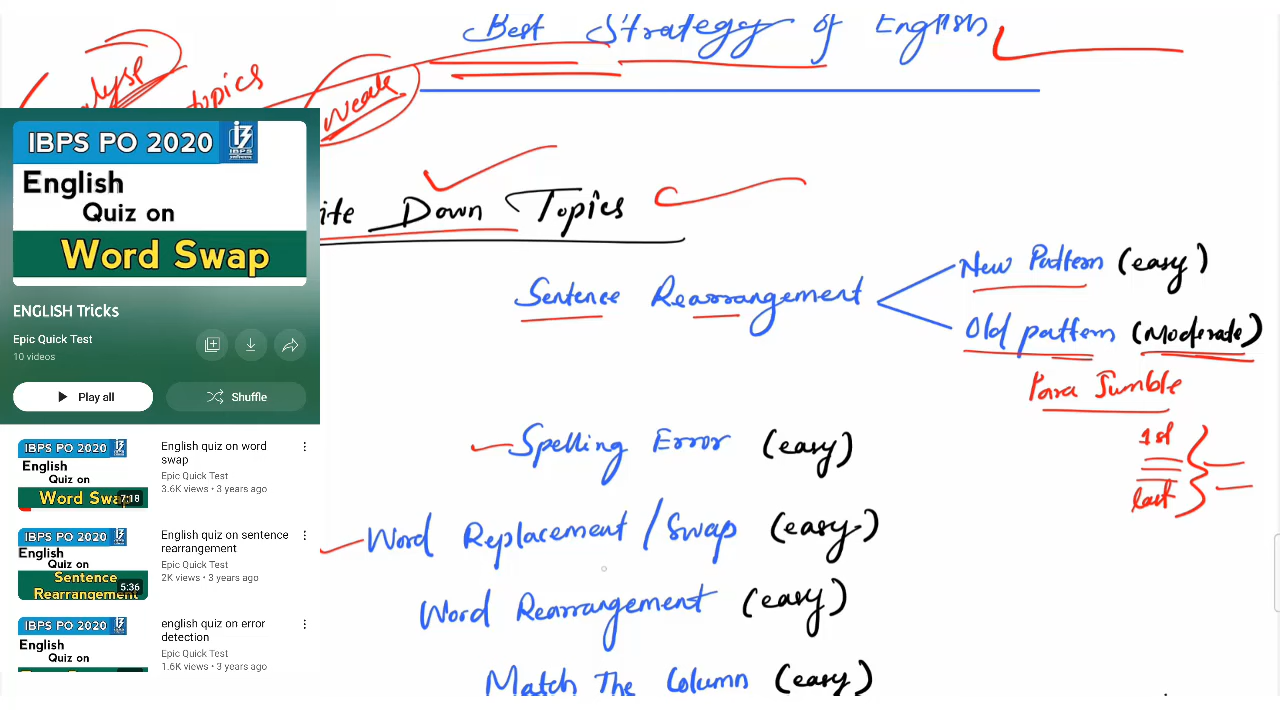 Best Strategy of English
topics
weak
IBPS PO 2020
IBPS
English
Quiz on
Word Swap
ENGLISH Tricks
Epic Quick Test
10 videos
Play all
Shuffle
IBPS PO 2020
English
Quiz on
Word Swap
7:18
English quiz on word
swap
Epic Quick Test
3.6K views • 3 years ago
IBPS PO 2020
English
Quiz on
Sentence
Rearrangement
5:36
English quiz on sentence
rearrangement
Epic Quick Test
2K views • 3 years ago
IBPS PO 2020
English
Quiz on
english quiz on error
detection
Epic Quick Test
1.6K views • 3 years ago
Down Topics
Sentence Rearrangement
New Pattern (easy)
Old pattern (Moderate)
Para Jumble
1st
last
Spelling Error (easy)
Word Replacement / Swap (easy)
Word Rearrangement (easy)
Match The Column (easy)